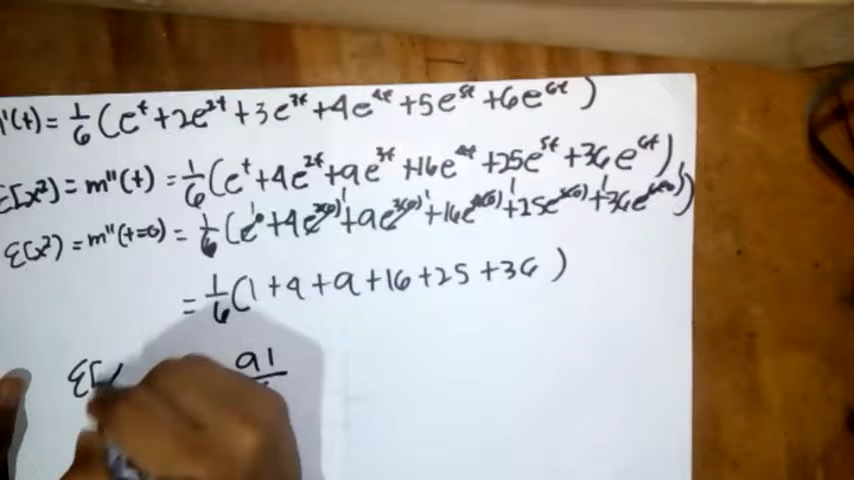 '(t) = 1/6 (e^t + 2e^2t + 3e^3t + 4e^4t + 5e^5t + 6e^6t)
E[x²) = m''(t) = 1/6 (e^t + 4e^2t + 9e^3t + 16e^4t + 25e^5t + 36e^6t)
E(x²) = m''(t=0) = 1/6 (e^0 + 4e^2(0) + 9e^3(0) + 16e^4(0) + 25e^5(0) + 36e^6(0))
= 1/6 (1 + 4 + 9 + 16 + 25 + 36)
E[ 91